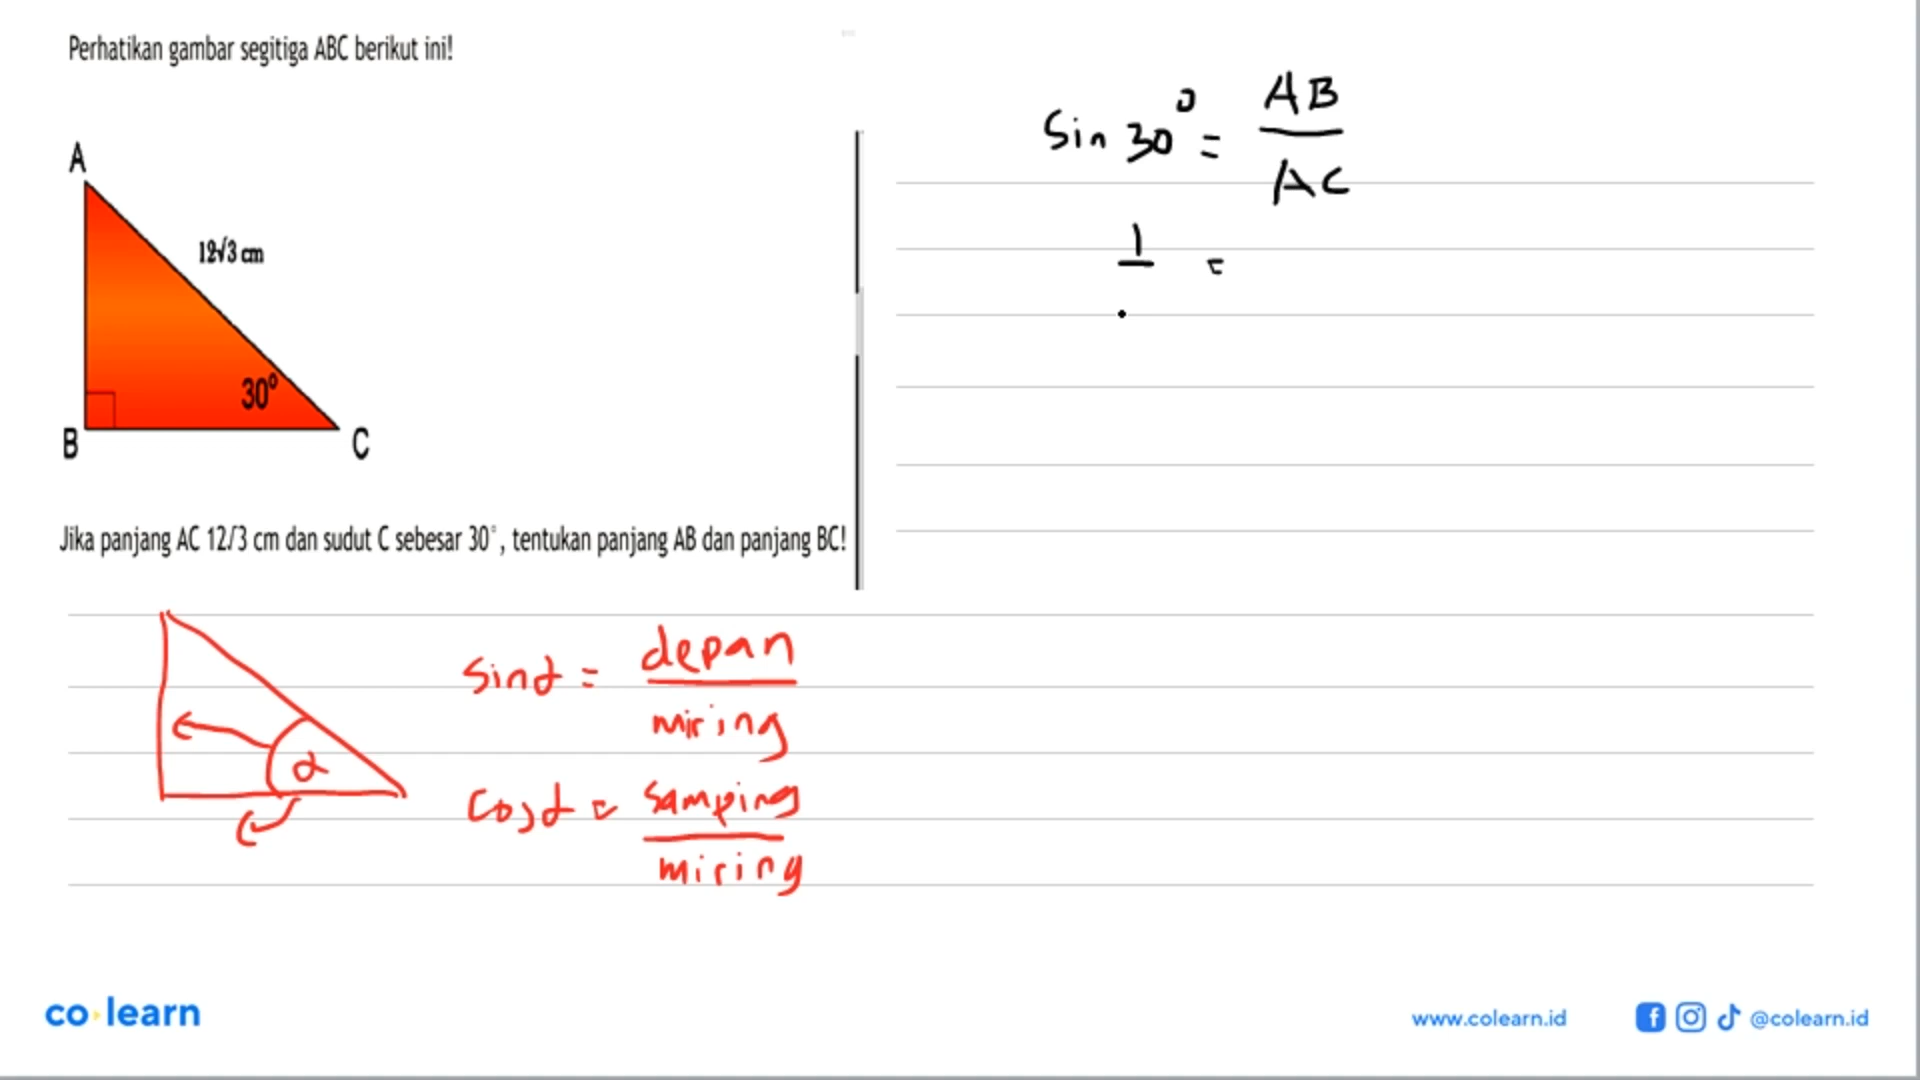 Perhatikan gambar segitiga ABC berikut ini!
A
12√3 cm
30°
B
C
Jika panjang AC 12√3 cm dan sudut C sebesar 30°, tentukan panjang AB dan panjang BC!
α
sin α = depan / miring
cos α = samping / miring
Sin 30° = AB / AC
1 =
co learn
www.colearn.id
@colearn.id